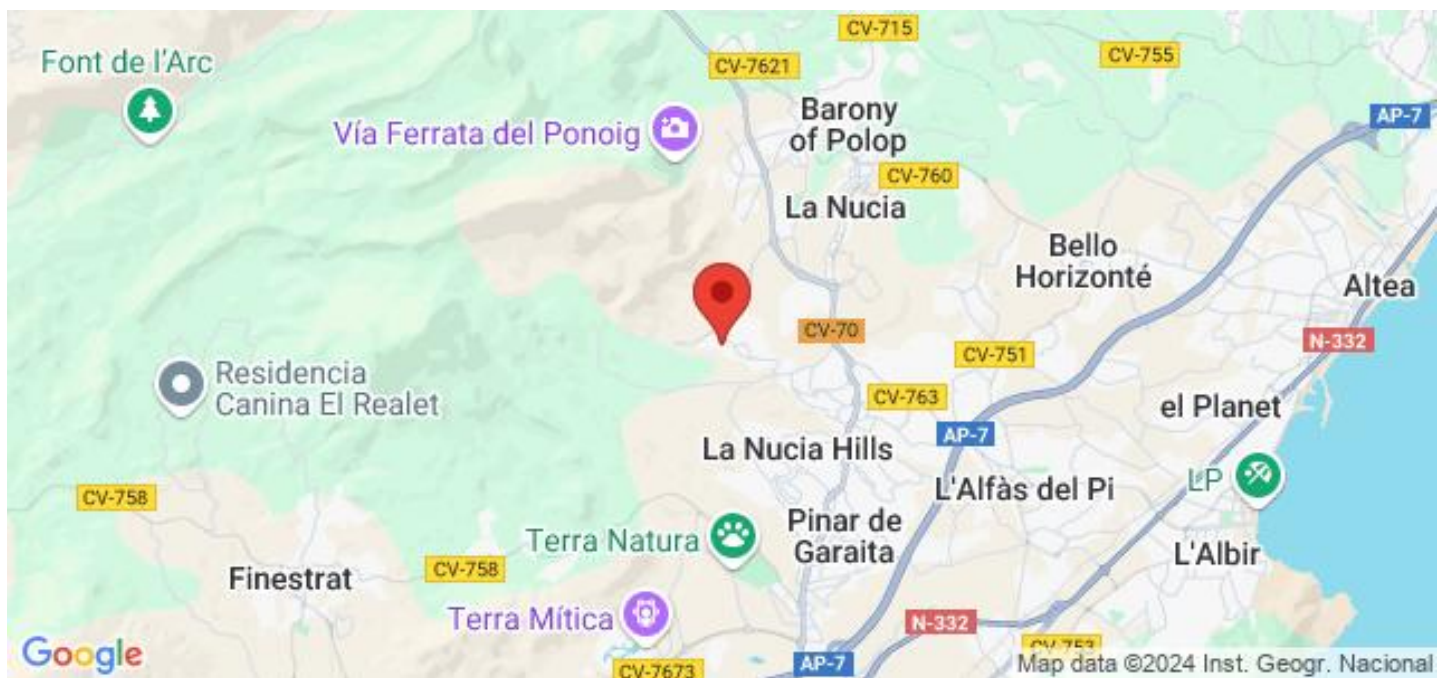 CV-715
CV-755
Font de l'Arc
CV-7621
Barony
of Polop
AP-7
Vía Ferrata del Ponoig
CV-760
La Nucia
Bello
Horizonté
Altea
CV-70
N-332
CV-751
Residencia
Canina El Realet
CV-763
el Planet
AP-7
La Nucia Hills
CV-758
L'Alfàs del Pi
LP
Pinar de
Garaita
Terra Natura
L'Albir
CV-758
Finestrat
Terra Mítica
N-332
CV-753
Google
CV-7673
AP-7
Map data ©2024 Inst. Geogr. Nacional